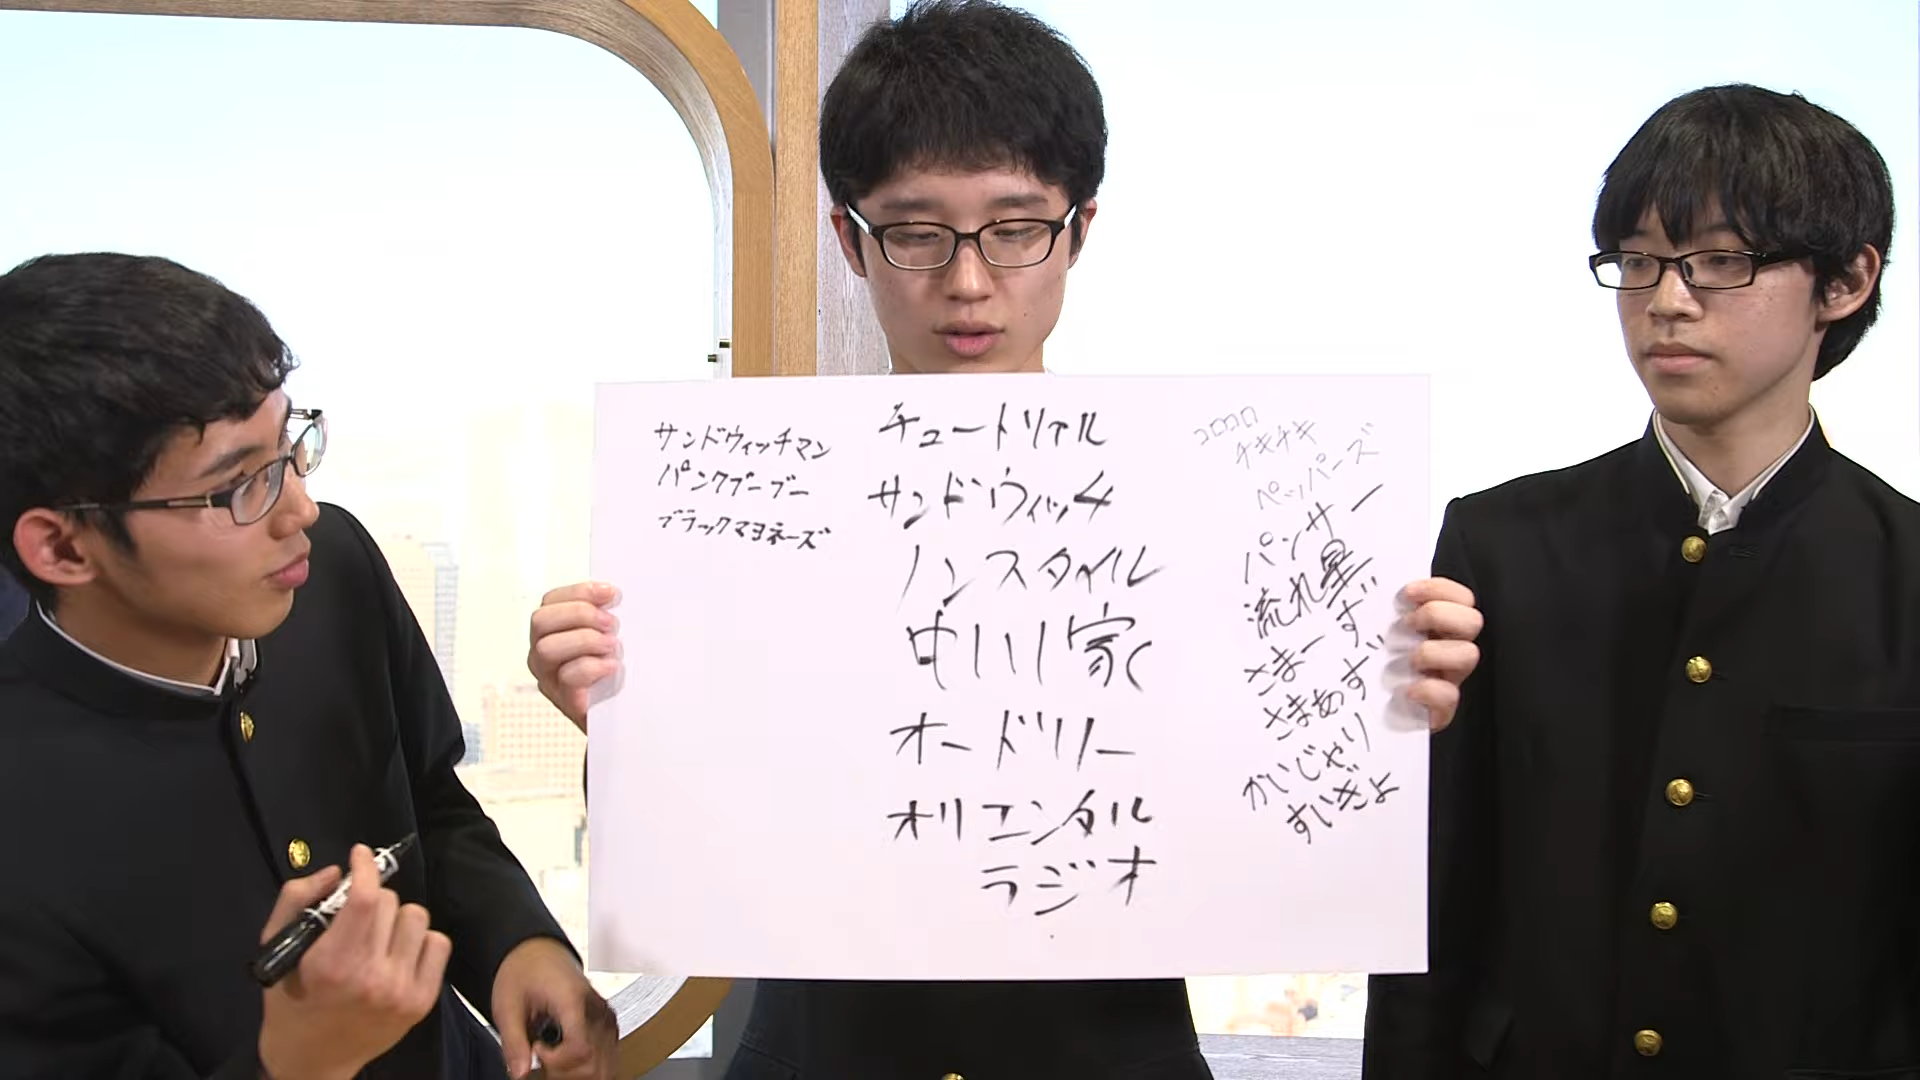 サンドウィッチマン
パンクブーブー
ブラックマヨネーズ
チュートリアル
サンドウィッチ
ノンスタイル
中川家
オードリー
オリエンタル
ラジオ
コロコロ
チキチキ
ペッパーズ
パンサー
流れ星
さまーず
さまあっず
かいじゃり
すいぎょ